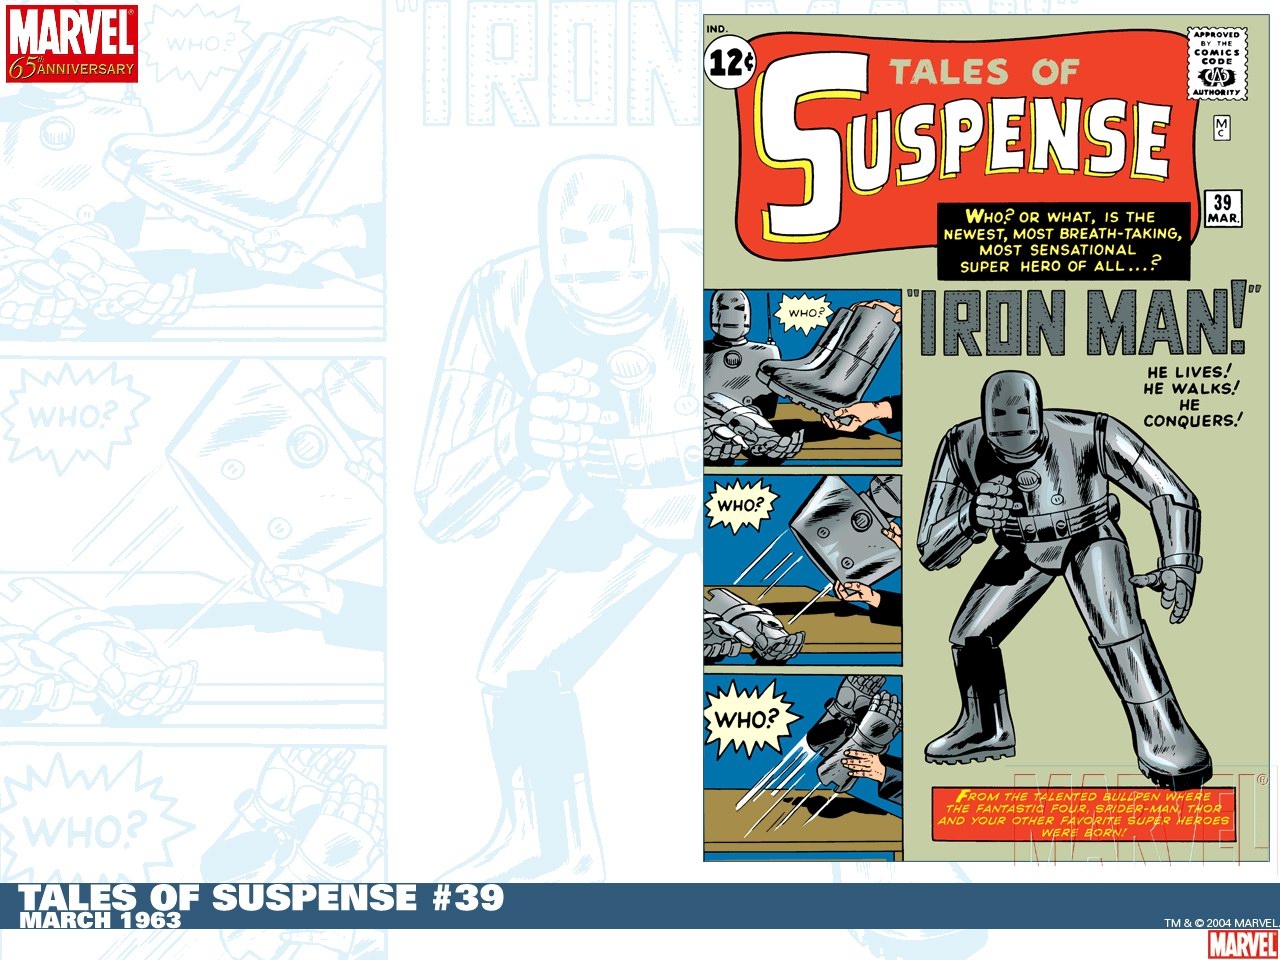 MARVEL
65th ANNIVERSARY
WHO?
"IRON MAN!"
WHO?
WHO?
IND.
12¢
TALES OF
SUSPENSE
APPROVED
BY THE
COMICS
CODE
CA
AUTHORITY
M
C
39
MAR.
WHO? OR WHAT, IS THE
NEWEST, MOST BREATH-TAKING,
MOST SENSATIONAL
SUPER HERO OF ALL...?
"IRON MAN!"
HE LIVES!
HE WALKS!
HE
CONQUERS!
WHO?
WHO?
WHO?
FROM THE TALENTED BULLPEN WHERE
THE FANTASTIC FOUR, SPIDER-MAN, THOR
AND YOUR OTHER FAVORITE SUPER HEROES
WERE BORN!
MARVEL®
TALES OF SUSPENSE #39
MARCH 1963
TM & © 2004 MARVEL
MARVEL